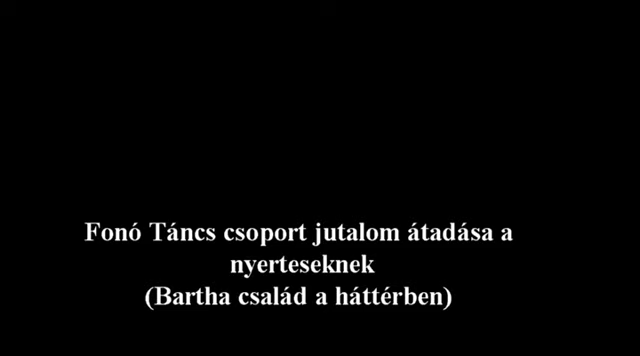 Fonó Táncs csoport jutalom átadása a
nyerteseknek
(Bartha család a háttérben)